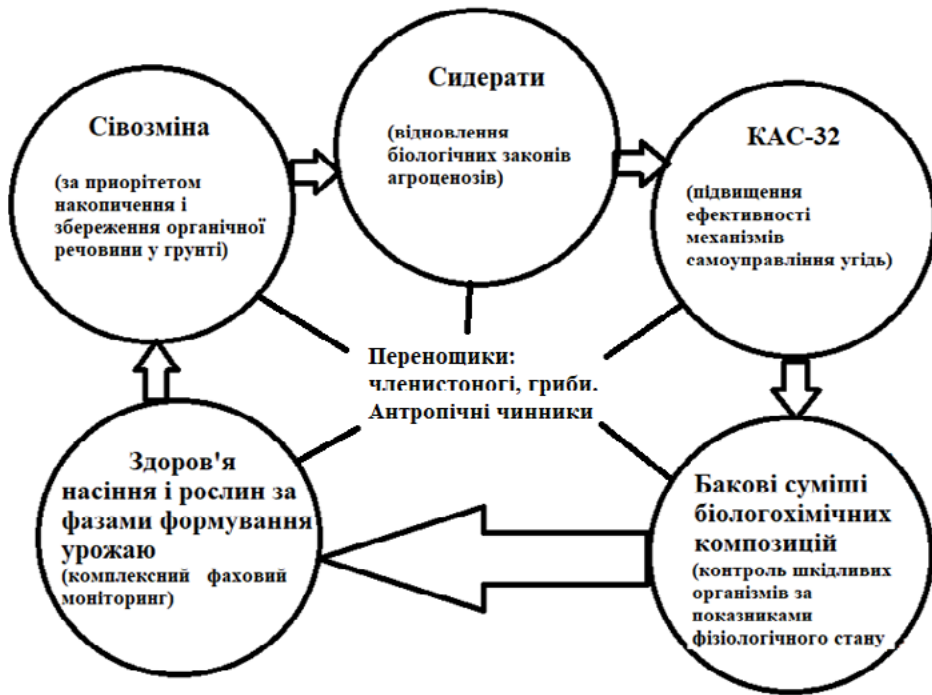 Сівозміна
(за приорітетом
накопичення і
збереження органічної
речовини у грунті)
Сидерати
(відновлення
біологічних законів
агроценозів)
КАС-32
(підвищення
ефективності
механізмів
самоуправління угідь)
Переносщики:
членистоногі, гриби.
Антропічні чинники
Здоров'я
насіння і рослин за
фазами формування
урожаю
(комплексний фаховий
моніторинг)
Бакові суміші
біологохімічних
композицій
(контроль шкідливих
організмів за
показниками
фізіологічного стану